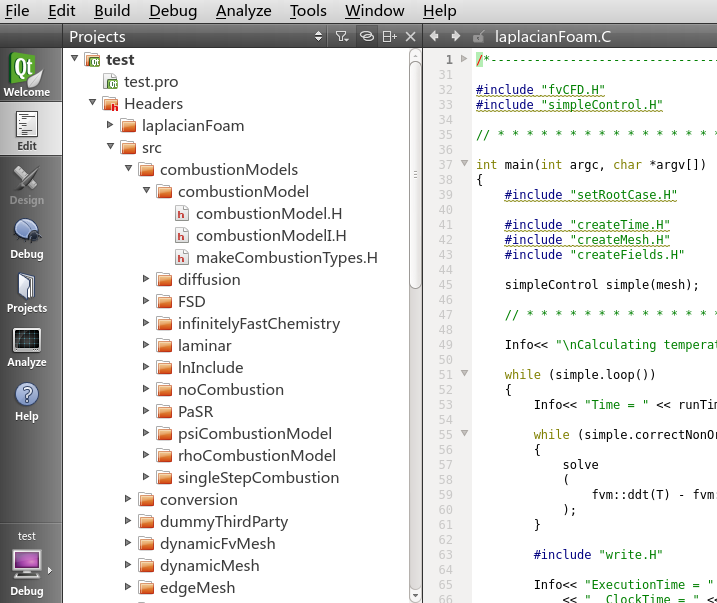 File Edit Build Debug Analyze Tools Window Help
Projects
laplacianFoam.C
Welcome
Edit
Design
Debug
Projects
Analyze
Help
test
Debug
test
test.pro
Headers
laplacianFoam
src
combustionModels
combustionModel
combustionModel.H
combustionModelI.H
makeCombustionTypes.H
diffusion
FSD
infinitelyFastChemistry
laminar
lnInclude
noCombustion
PaSR
psiCombustionModel
rhoCombustionModel
singleStepCombustion
conversion
dummyThirdParty
dynamicFvMesh
dynamicMesh
edgeMesh
1 /*--------------------------------
31
32 #include "fvCFD.H"
33 #include "simpleControl.H"
34
35 // * * * * * * * * * * * * * * * *
36
37 int main(int argc, char *argv[])
38 {
39 #include "setRootCase.H"
40
41 #include "createTime.H"
42 #include "createMesh.H"
43 #include "createFields.H"
44
45 simpleControl simple(mesh);
46
47 // * * * * * * * * * * * * * *
48
49 Info<< "\nCalculating temperat
50
51 while (simple.loop())
52 {
53 Info<< "Time = " << runTim
54
55 while (simple.correctNonOr
56 {
57 solve
58 (
59 fvm::ddt(T) - fvm:
60 );
61 }
62
63 #include "write.H"
64
65 Info<< "ExecutionTime = "
66 << " ClockTime = " <<